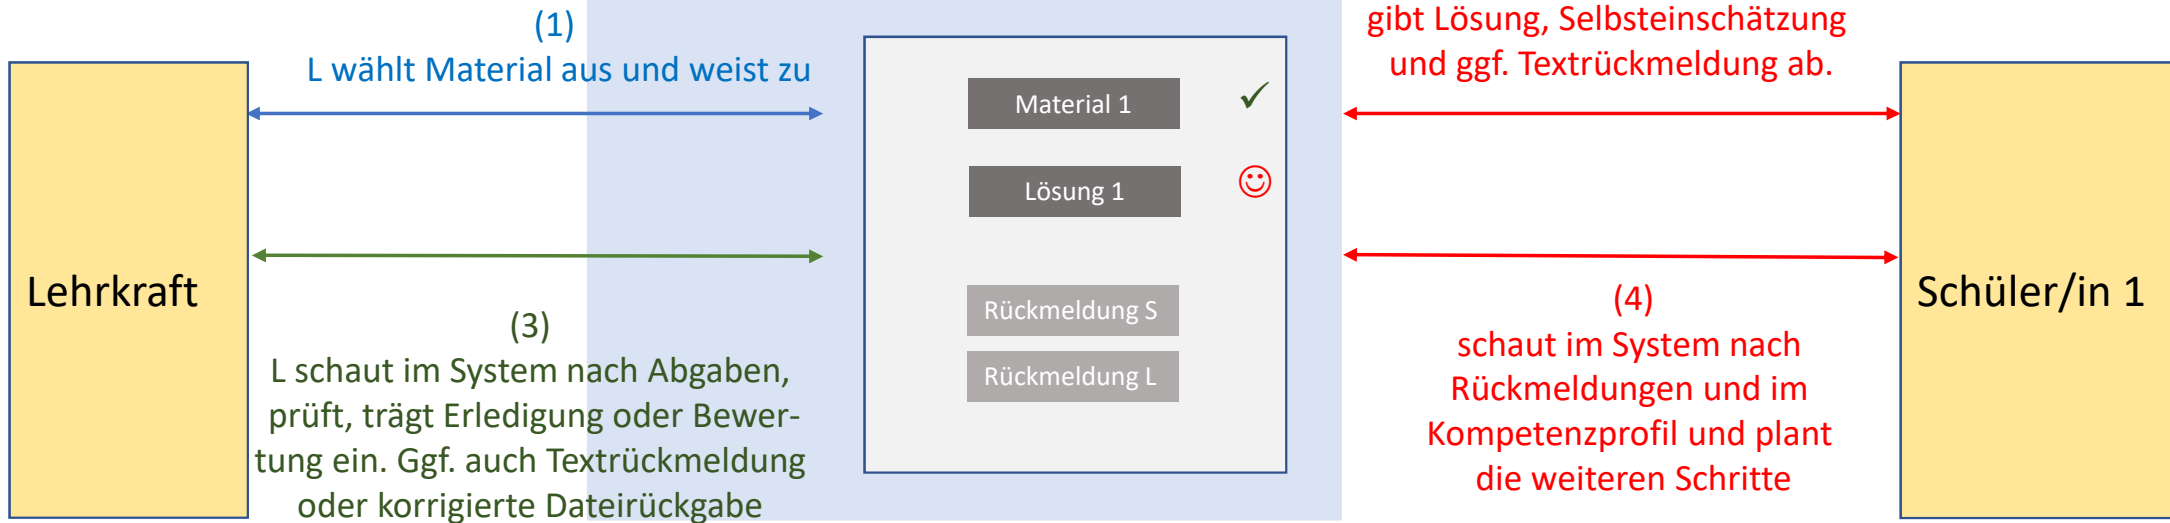 Lehrkraft
(1)
L wählt Material aus und weist zu
(3)
L schaut im System nach Abgaben,
prüft, trägt Erledigung oder Bewer-
tung ein. Ggf. auch Textrückmeldung
oder korrigierte Dateirückgabe
Material 1
Lösung 1
Rückmeldung S
Rückmeldung L
gibt Lösung, Selbsteinschätzung
und ggf. Textrückmeldung ab.
(4)
schaut im System nach
Rückmeldungen und im
Kompetenzprofil und plant
die weiteren Schritte
Schüler/in 1